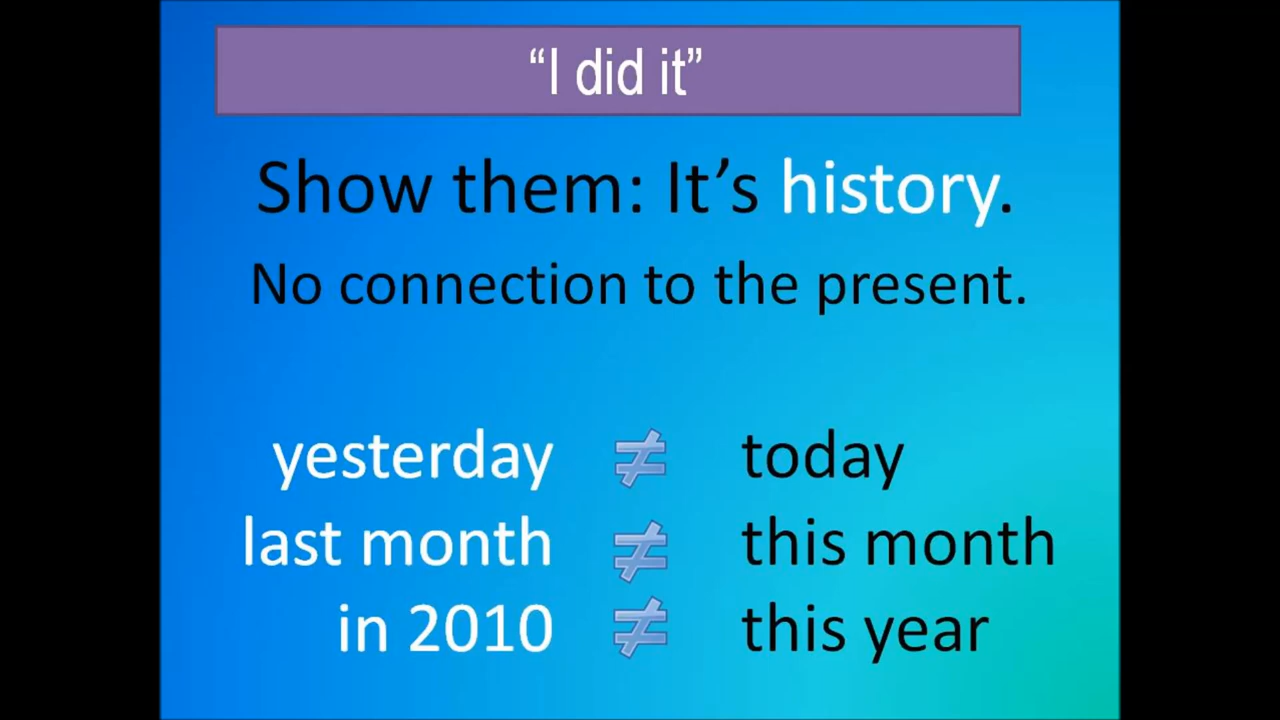 “I did it”
Show them: It’s history.
No connection to the present.
yesterday ≠ today
last month ≠ this month
in 2010 ≠ this year